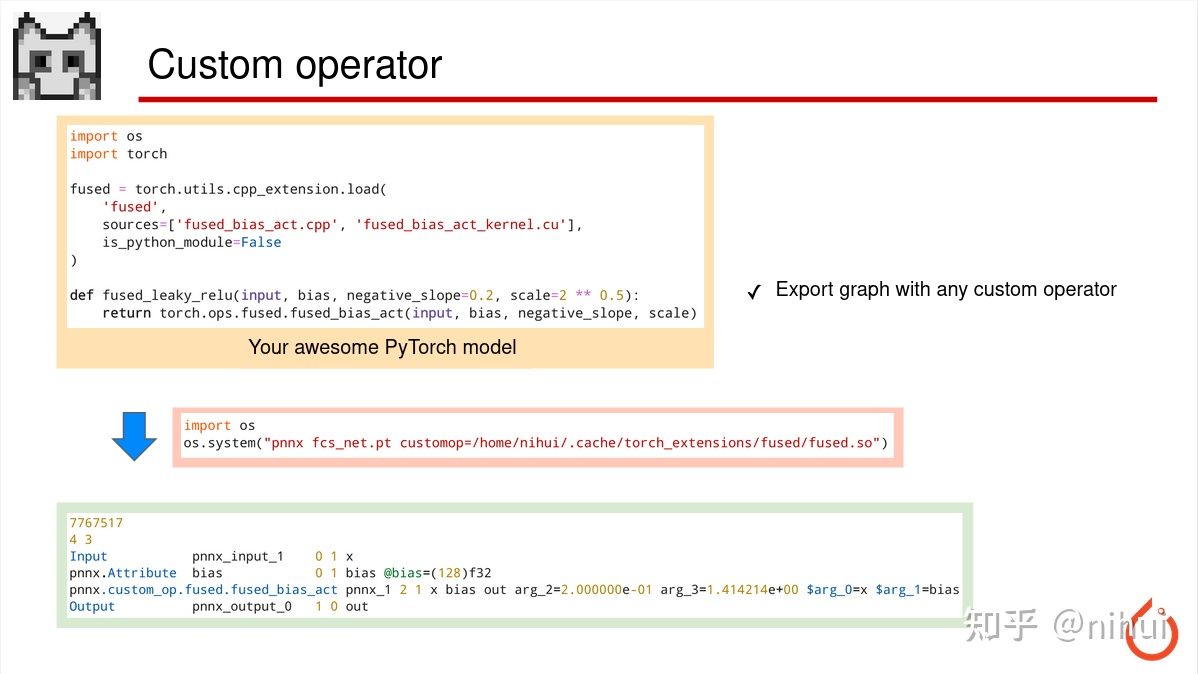 Custom operator
import os
import torch
fused = torch.utils.cpp_extension.load(
    'fused',
    sources=['fused_bias_act.cpp', 'fused_bias_act_kernel.cu'],
    is_python_module=False
)
def fused_leaky_relu(input, bias, negative_slope=0.2, scale=2 ** 0.5):
    return torch.ops.fused.fused_bias_act(input, bias, negative_slope, scale)
Your awesome PyTorch model
✓ Export graph with any custom operator
import os
os.system("pnnx fcs_net.pt customop=/home/nihui/.cache/torch_extensions/fused/fused.so")
7767517
4 3
Input           pnnx_input_1    0 1 x
pnnx.Attribute  bias            0 1 bias @bias=(128)f32
pnnx.custom_op.fused.fused_bias_act pnnx_1 2 1 x bias out arg_2=2.000000e-01 arg_3=1.414214e+00 $arg_0=x $arg_1=bias
Output          pnnx_output_0   1 0 out
知乎 @nihui